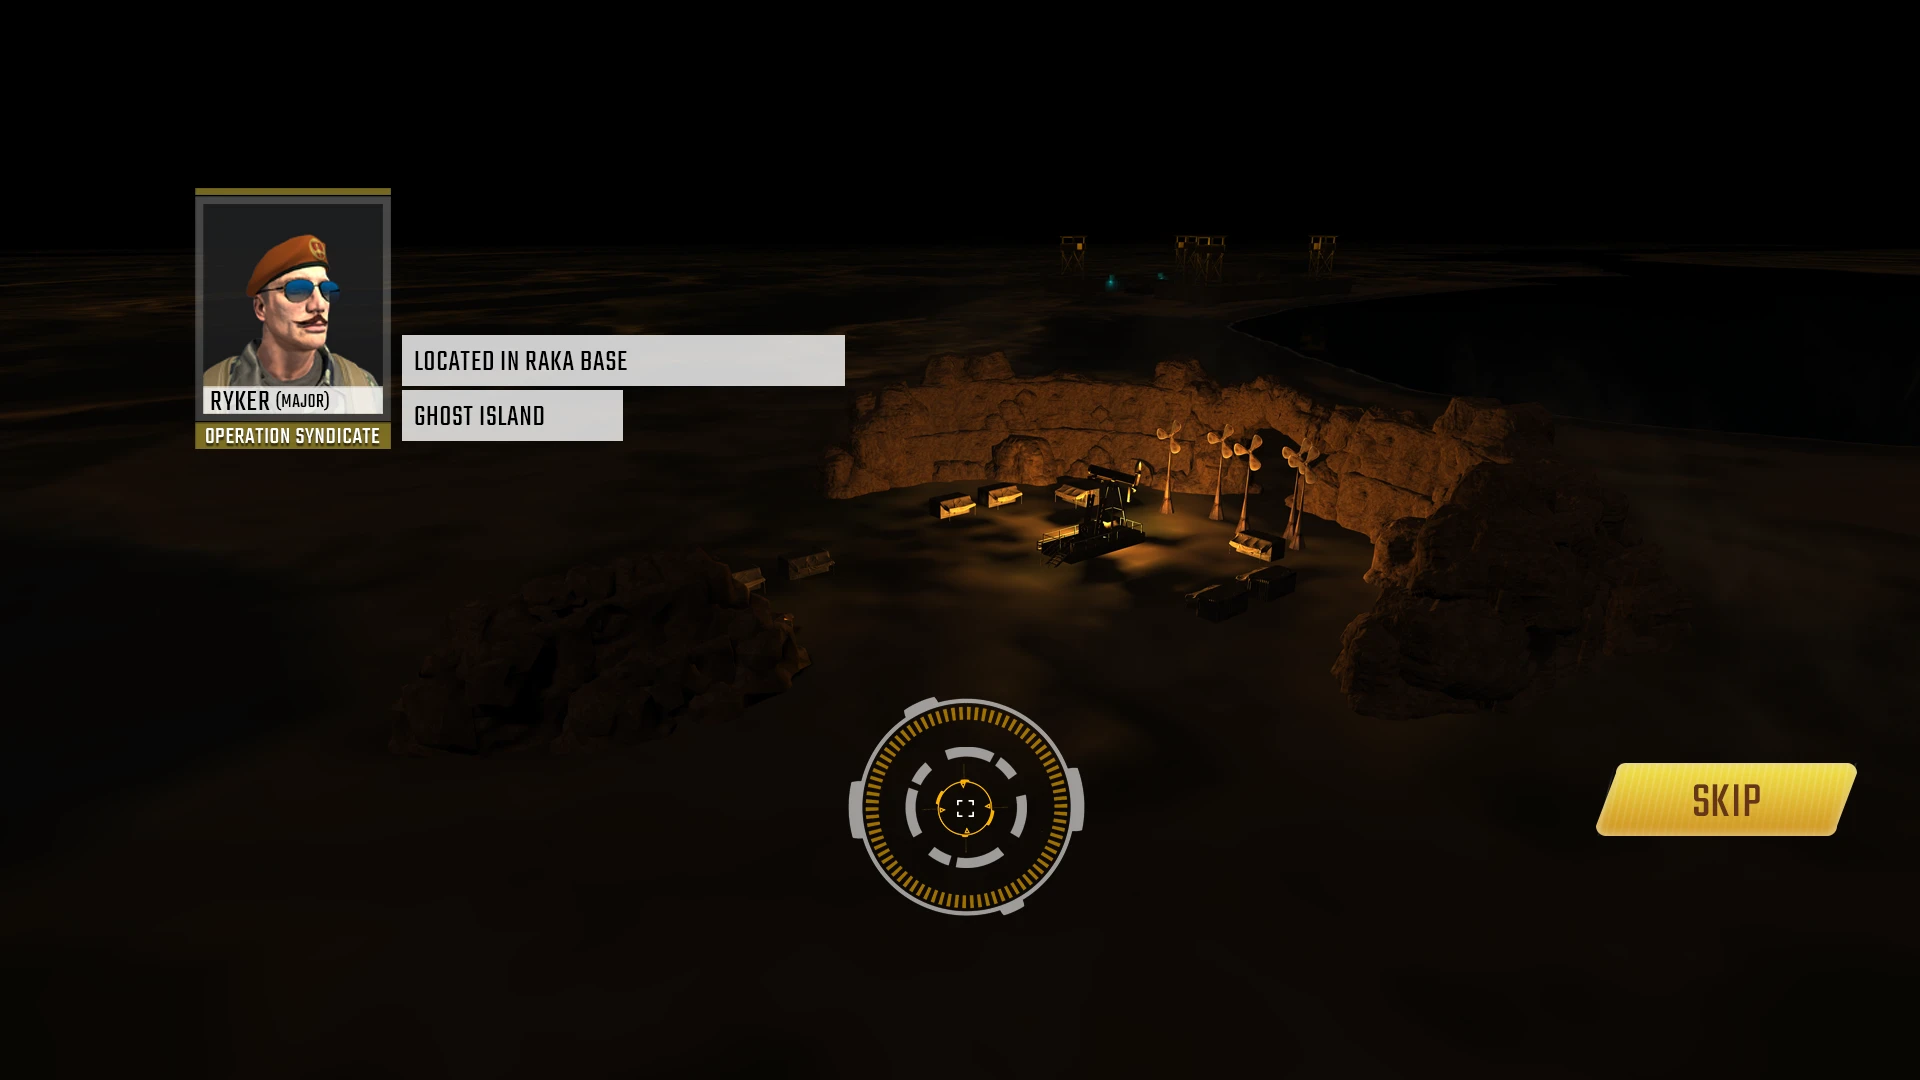 LOCATED IN RAKA BASE
RYKER (MAJOR)
GHOST ISLAND
OPERATION SYNDICATE
SKIP